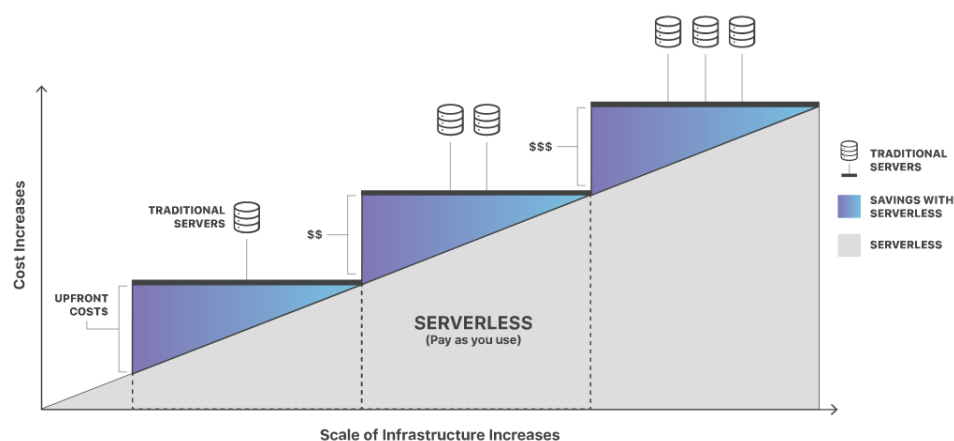 $$$
TRADITIONAL
SERVERS
SAVINGS WITH
SERVERLESS
SERVERLESS
TRADITIONAL
SERVERS
$$
UPFRONT
COSTS
SERVERLESS
(Pay as you use)
Cost Increases
Scale of Infrastructure Increases